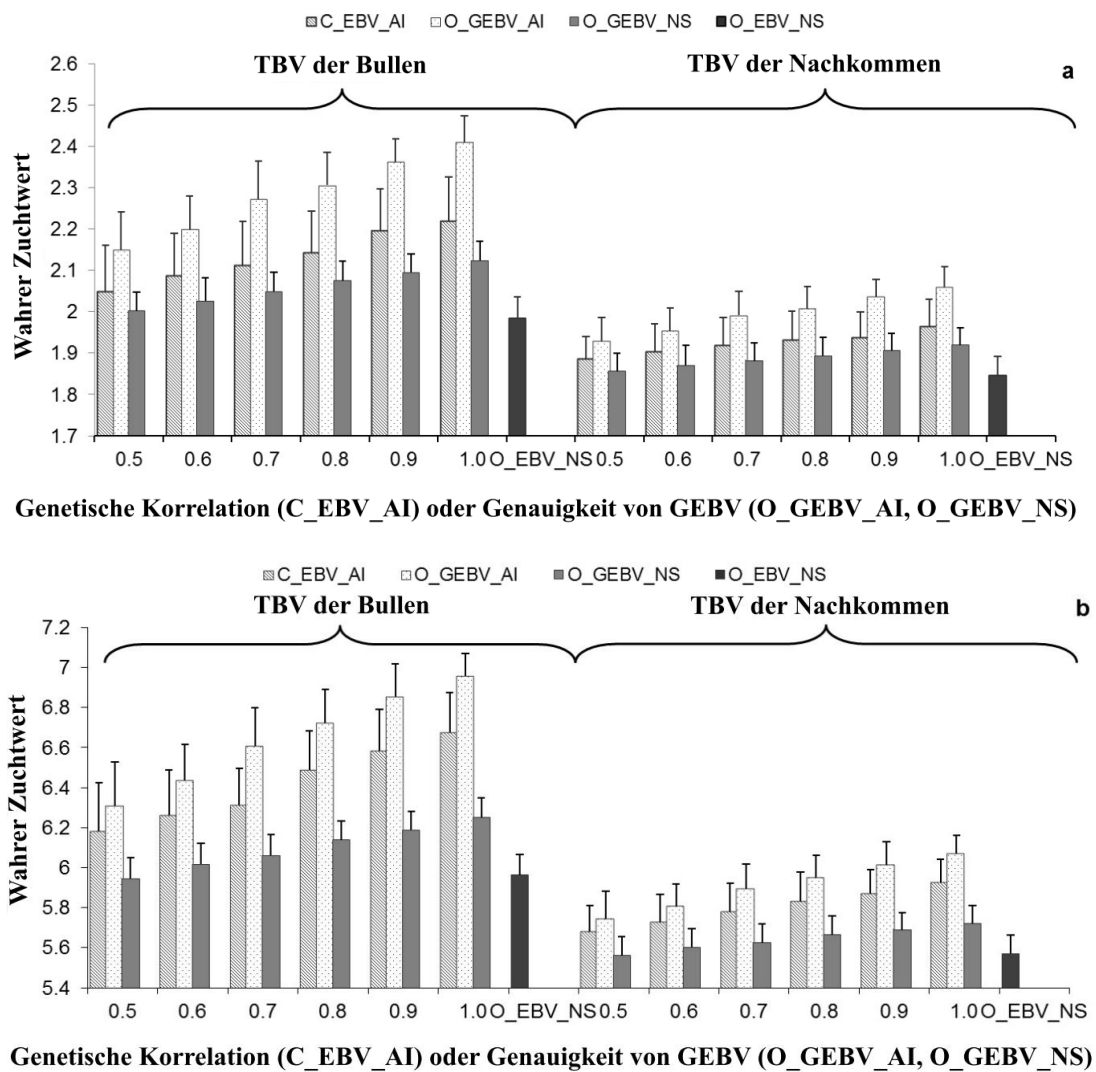 C_EBV_AI O_GEBV_AI O_GEBV_NS O_EBV_NS
TBV der Bullen TBV der Nachkommen a
2.6
2.5
2.4
2.3
2.2
2.1
2
1.9
1.8
1.7
Wahrer Zuchtwert
0.5 0.6 0.7 0.8 0.9 1.0 O_EBV_NS 0.5 0.6 0.7 0.8 0.9 1.0 O_EBV_NS
Genetische Korrelation (C_EBV_AI) oder Genauigkeit von GEBV (O_GEBV_AI, O_GEBV_NS)
C_EBV_AI O_GEBV_AI O_GEBV_NS O_EBV_NS
TBV der Bullen TBV der Nachkommen b
7.2
7
6.8
6.6
6.4
6.2
6
5.8
5.6
5.4
Wahrer Zuchtwert
0.5 0.6 0.7 0.8 0.9 1.0 O_EBV_NS 0.5 0.6 0.7 0.8 0.9 1.0 O_EBV_NS
Genetische Korrelation (C_EBV_AI) oder Genauigkeit von GEBV (O_GEBV_AI, O_GEBV_NS)